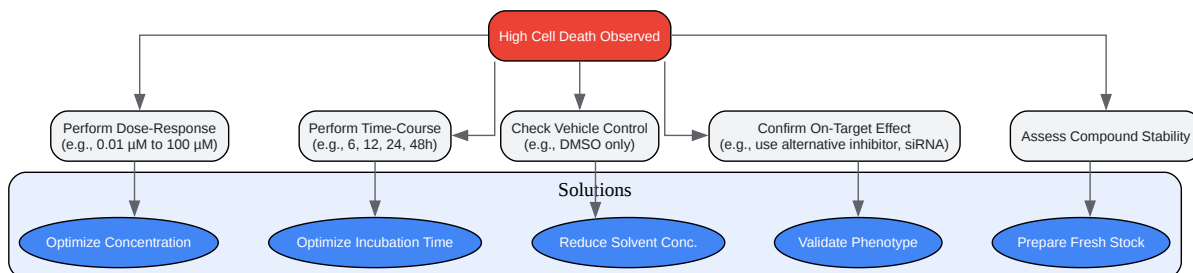 High Cell Death Observed
Perform Dose-Response
(e.g., 0.01 µM to 100 µM)
Perform Time-Course
(e.g., 6, 12, 24, 48h)
Check Vehicle Control
(e.g., DMSO only)
Confirm On-Target Effect
(e.g., use alternative inhibitor, siRNA)
Assess Compound Stability
Solutions
Optimize Concentration
Optimize Incubation Time
Reduce Solvent Conc.
Validate Phenotype
Prepare Fresh Stock